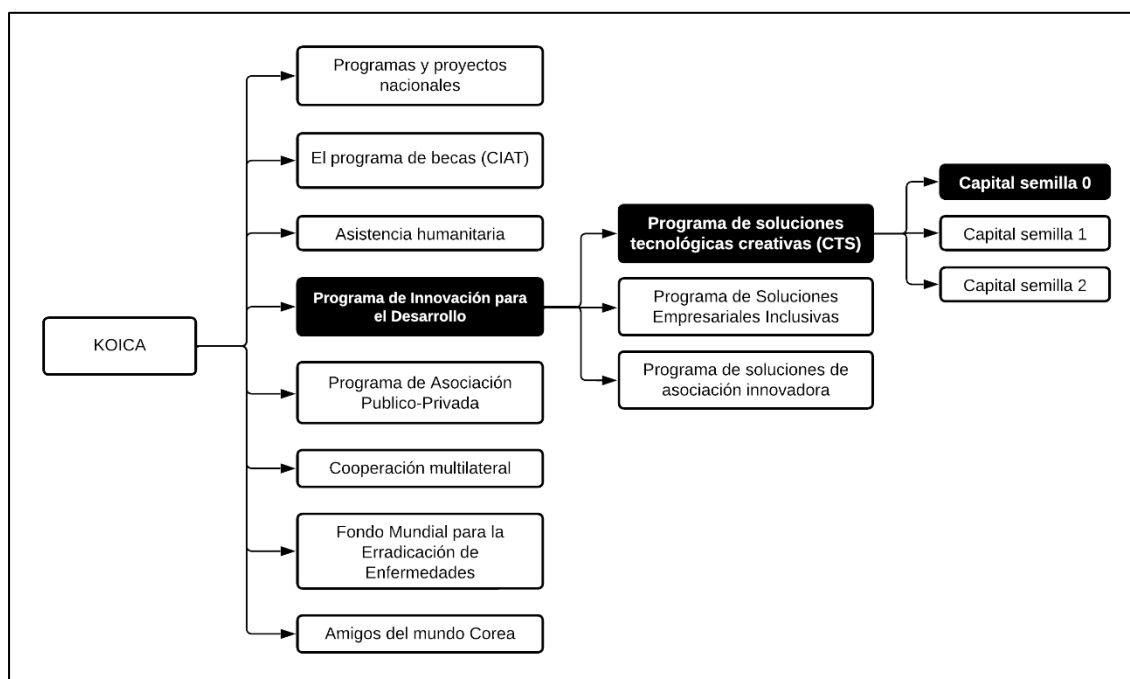 KOICA
Programas y proyectos
nacionales
El programa de becas (CIAT)
Asistencia humanitaria
Programa de Innovación para
el Desarrollo
Programa de Asociación
Publico-Privada
Cooperación multilateral
Fondo Mundial para la
Erradicación de
Enfermedades
Amigos del mundo Corea
Programa de soluciones
tecnológicas creativas (CTS)
Programa de Soluciones
Empresariales Inclusivas
Programa de soluciones de
asociación innovadora
Capital semilla 0
Capital semilla 1
Capital semilla 2